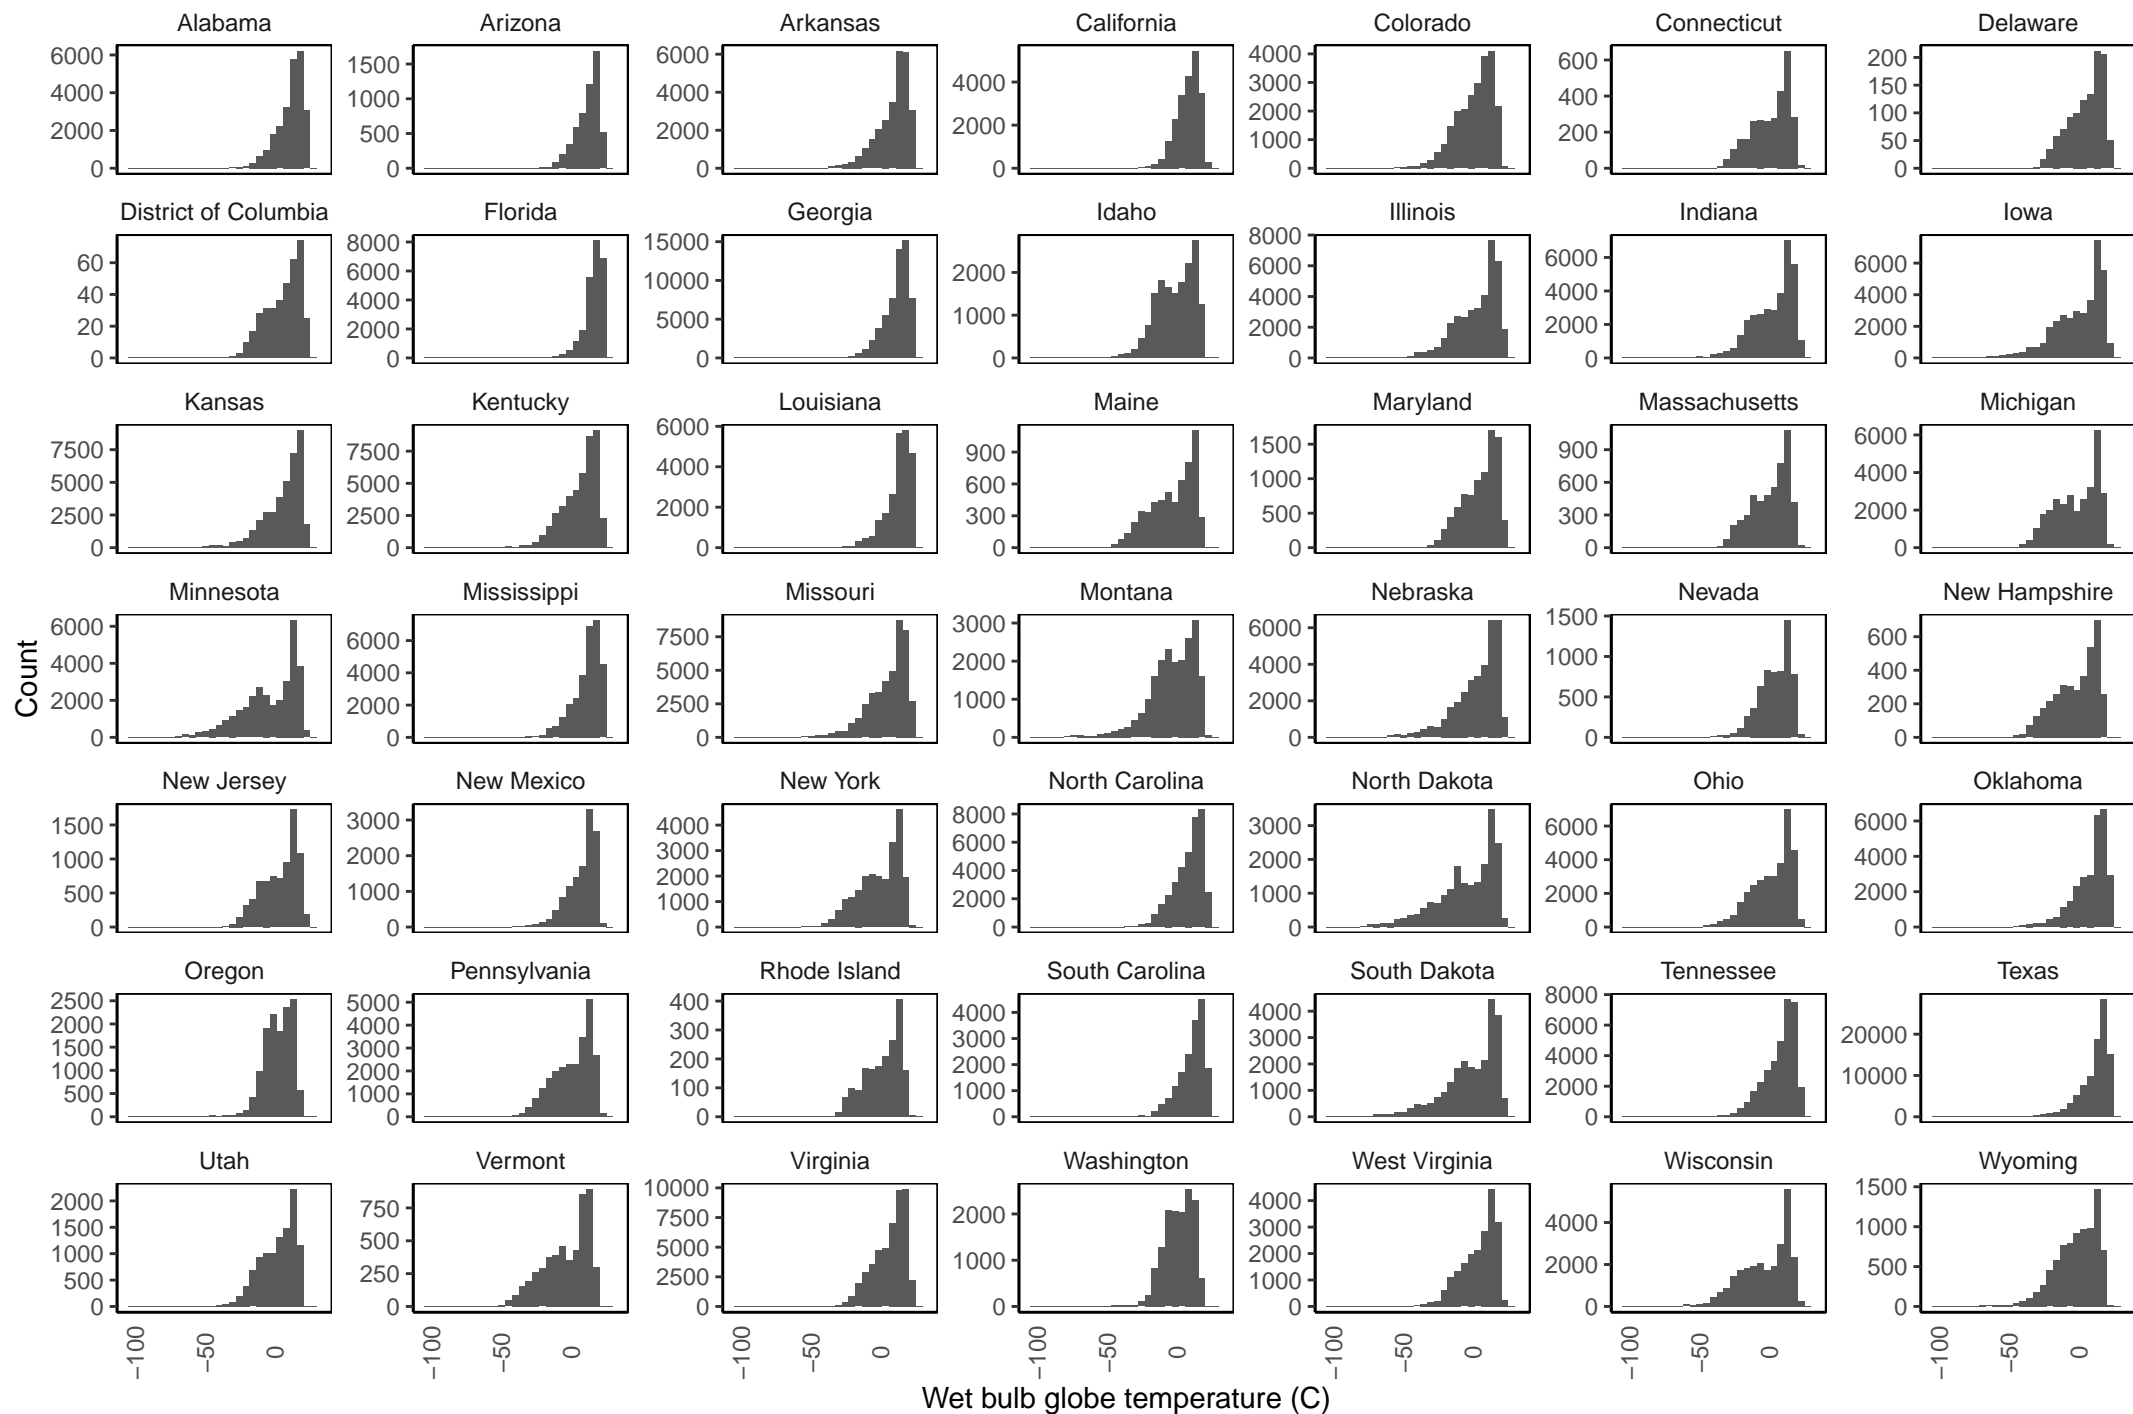 Alabama Arizona Arkansas California Colorado Connecticut Delaware
6000 4000 2000 0
1500 1000 500 0
6000 4000 2000 0
4000 2000 0
4000 3000 2000 1000 0
600 400 200 0
200 150 100 50 0
District of Columbia Florida Georgia Idaho Illinois Indiana Iowa
60 40 20 0
8000 6000 4000 2000 0
15000 10000 5000 0
2000 1000 0
8000 6000 4000 2000 0
6000 4000 2000 0
6000 4000 2000 0
Kansas Kentucky Louisiana Maine Maryland Massachusetts Michigan
7500 5000 2500 0
7500 5000 2500 0
6000 4000 2000 0
900 600 300 0
1500 1000 500 0
900 600 300 0
6000 4000 2000 0
Minnesota Mississippi Missouri Montana Nebraska Nevada New Hampshire
6000 4000 2000 0
6000 4000 2000 0
7500 5000 2500 0
3000 2000 1000 0
6000 4000 2000 0
1500 1000 500 0
600 400 200 0
Count
New Jersey New Mexico New York North Carolina North Dakota Ohio Oklahoma
1500 1000 500 0
3000 2000 1000 0
4000 3000 2000 1000 0
8000 6000 4000 2000 0
3000 2000 1000 0
6000 4000 2000 0
6000 4000 2000 0
Oregon Pennsylvania Rhode Island South Carolina South Dakota Tennessee Texas
2500 2000 1500 1000 500 0
5000 4000 3000 2000 1000 0
400 300 200 100 0
4000 3000 2000 1000 0
4000 3000 2000 1000 0
8000 6000 4000 2000 0
20000 10000 0
Utah Vermont Virginia Washington West Virginia Wisconsin Wyoming
2000 1500 1000 500 0
750 500 250 0
10000 7500 5000 2500 0
2000 1000 0
4000 3000 2000 1000 0
4000 2000 0
1500 1000 500 0
−100 −50 0 −100 −50 0 −100 −50 0 −100 −50 0 −100 −50 0 −100 −50 0 −100 −50 0
Wet bulb globe temperature (C)